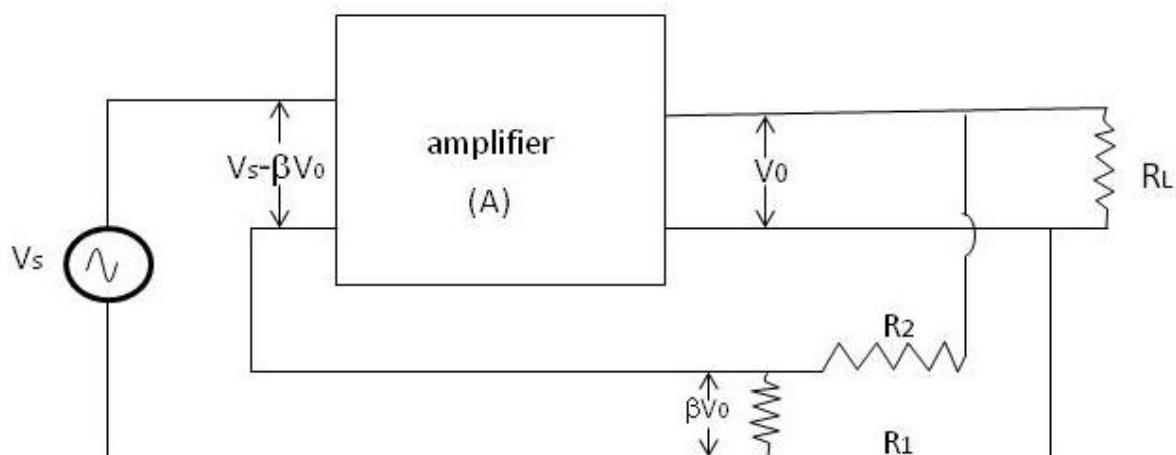 amplifier
(A)
Vs-βV0
V0
RL
Vs
R2
βV0
R1